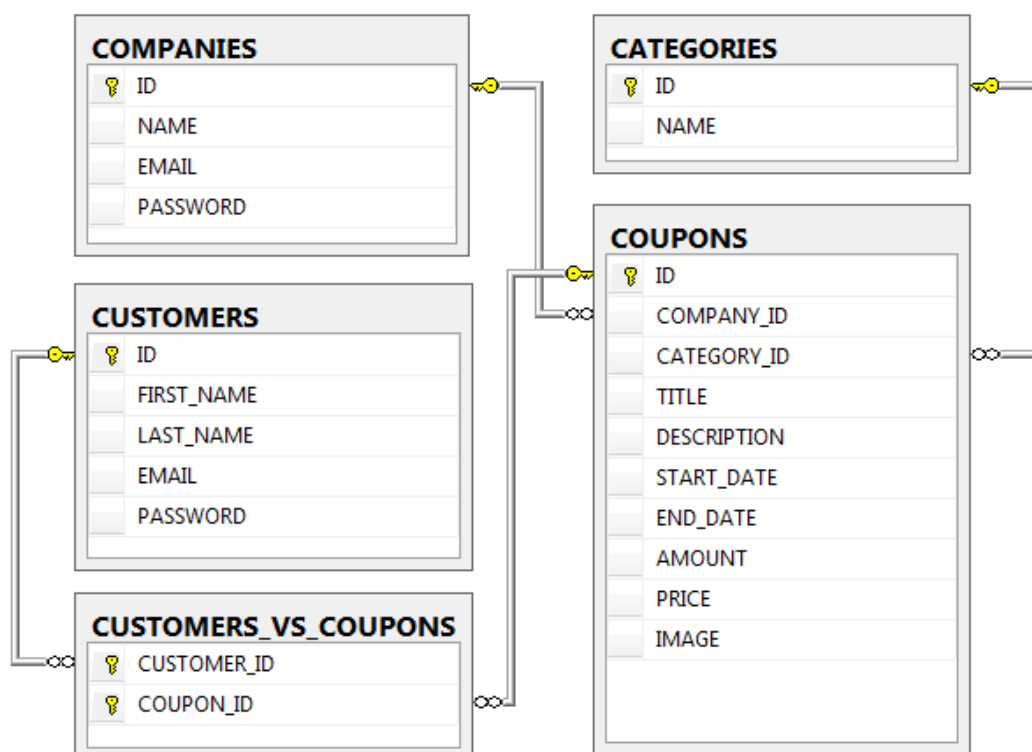 COMPANIES
ID
NAME
EMAIL
PASSWORD
CATEGORIES
ID
NAME
CUSTOMERS
ID
FIRST_NAME
LAST_NAME
EMAIL
PASSWORD
COUPONS
ID
COMPANY_ID
CATEGORY_ID
TITLE
DESCRIPTION
START_DATE
END_DATE
AMOUNT
PRICE
IMAGE
CUSTOMERS_VS_COUPONS
CUSTOMER_ID
COUPON_ID